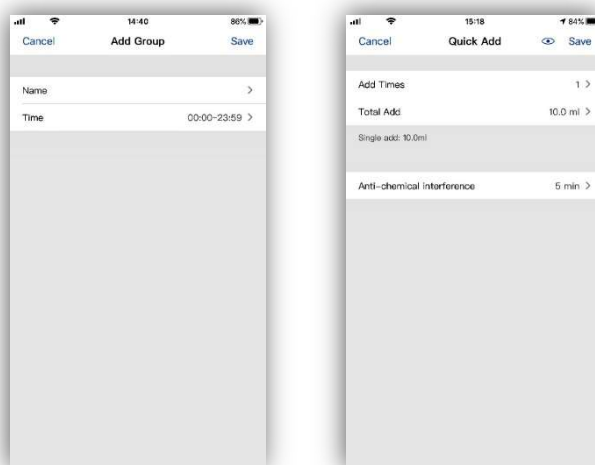 14:40
86%
Cancel Add Group Save
Name
Time 00:00-23:59
15:18
84%
Cancel Quick Add Save
Add Times 1
Total Add 10.0 ml
Single add: 10.0ml
Anti-chemical interference 5 min